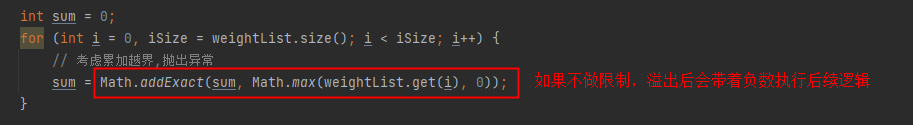 int sum = 0;
for (int i = 0, iSize = weightList.size(); i < iSize; i++) {
// 考虑累加越界,抛出异常
sum = Math.addExact(sum, Math.max(weightList.get(i), 0)); 如果不做限制，溢出后会带着负数执行后续逻辑
}